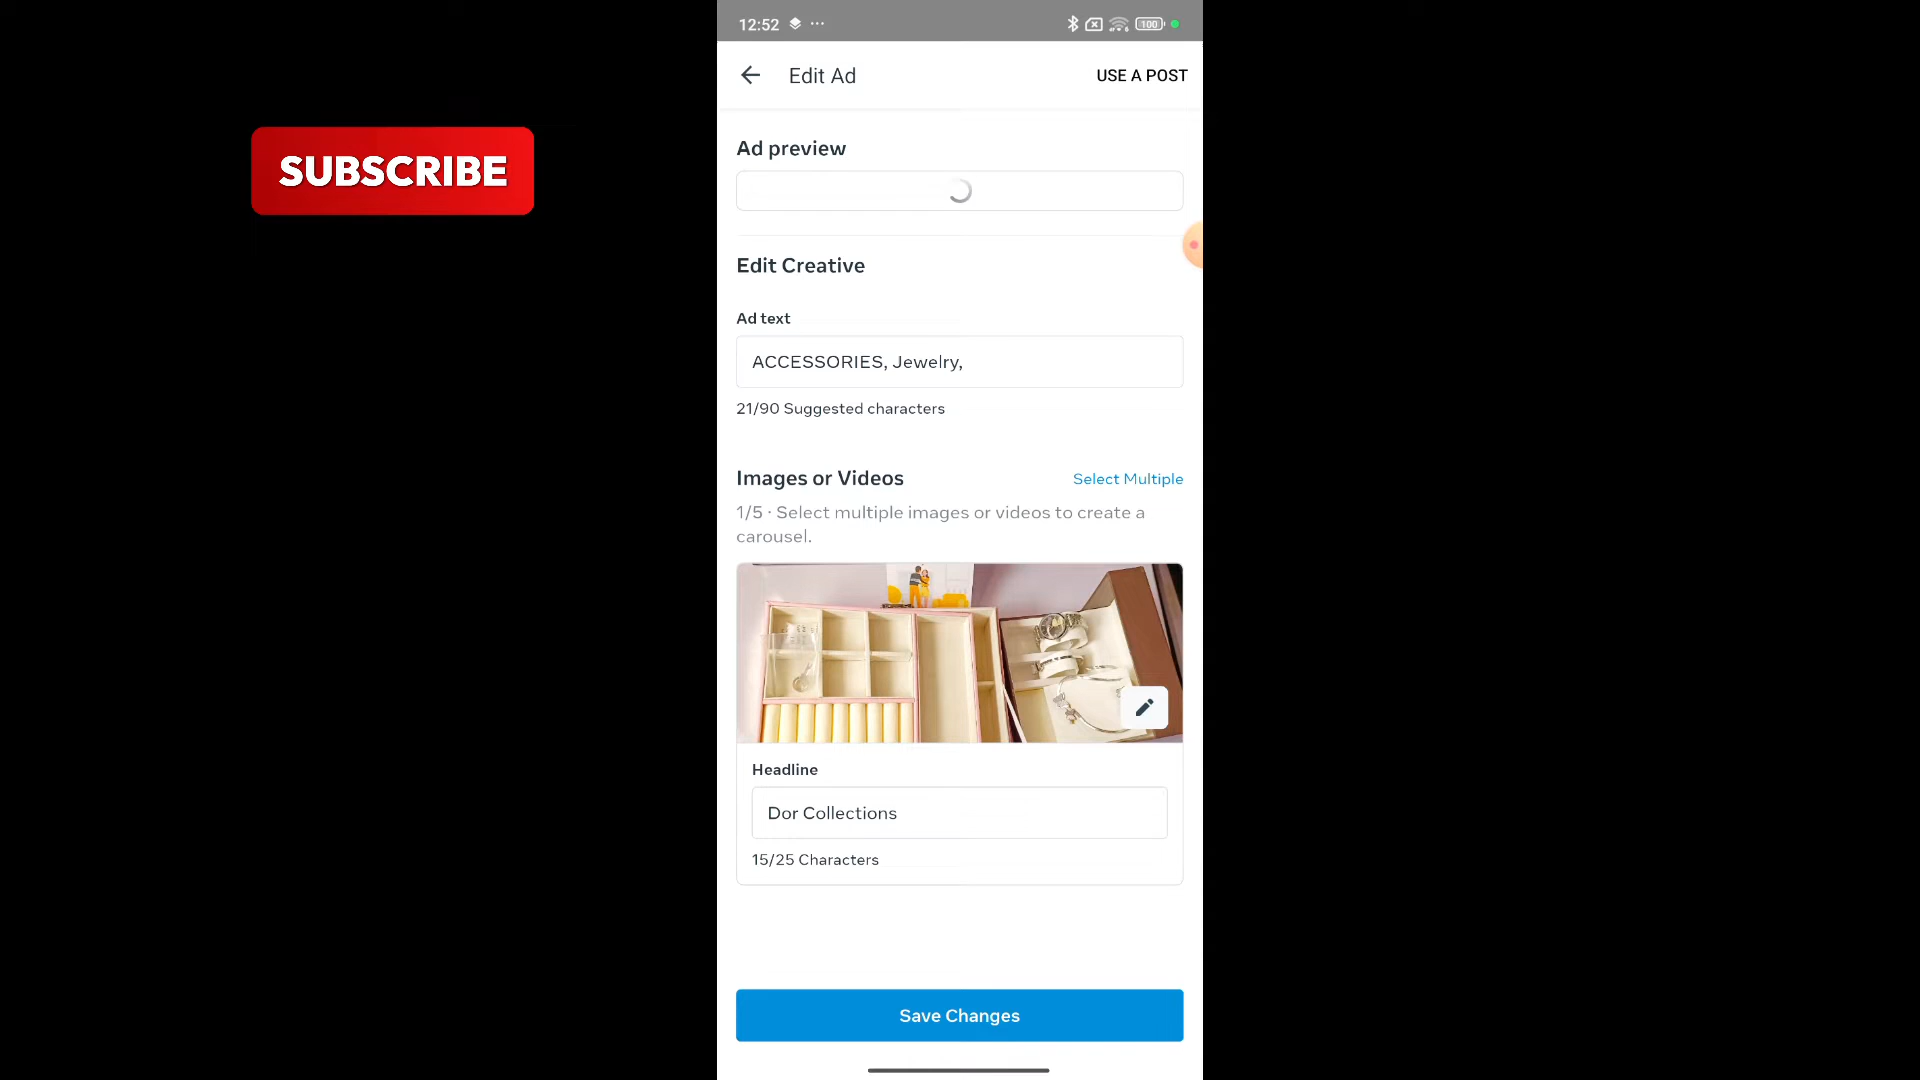 12:52
100
Edit Ad
USE A POST
SUBSCRIBE
Ad preview
Edit Creative
Ad text
ACCESSORIES, Jewelry,
21/90 Suggested characters
Images or Videos
Select Multiple
1/5 · Select multiple images or videos to create a
carousel.
Headline
Dor Collections
15/25 Characters
Save Changes